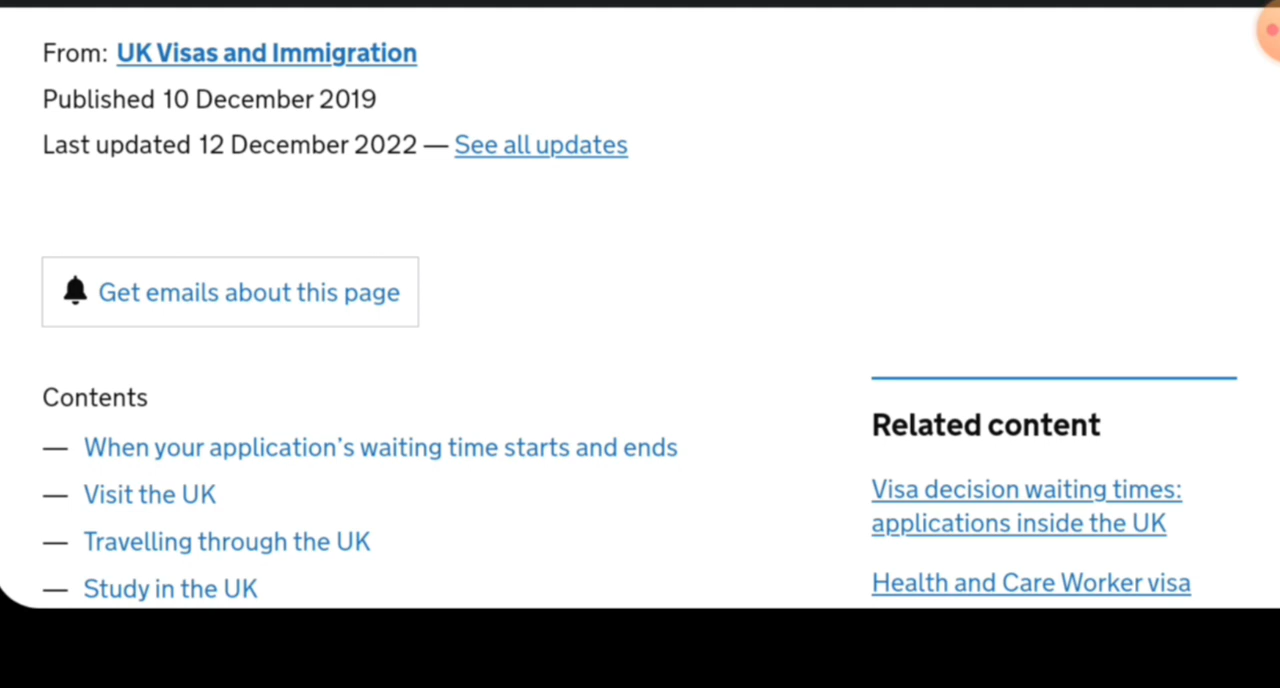 From: UK Visas and Immigration
Published 10 December 2019
Last updated 12 December 2022 — See all updates
Get emails about this page
Contents
— When your application’s waiting time starts and ends
— Visit the UK
— Travelling through the UK
— Study in the UK
Related content
Visa decision waiting times:
applications inside the UK
Health and Care Worker visa